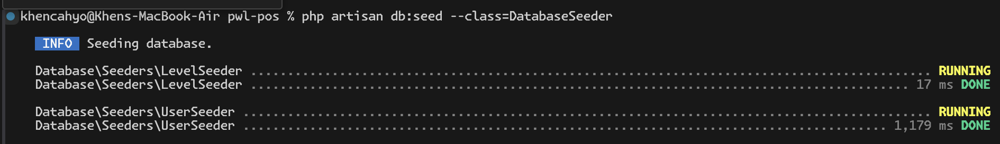 khencahyo@Khens-MacBook-Air pwl-pos % php artisan db:seed --class=DatabaseSeeder
INFO Seeding database.
Database\Seeders\LevelSeeder ............................................................................................ RUNNING
Database\Seeders\LevelSeeder ......................................................................................... 17 ms DONE
Database\Seeders\UserSeeder ............................................................................................. RUNNING
Database\Seeders\UserSeeder ....................................................................................... 1,179 ms DONE